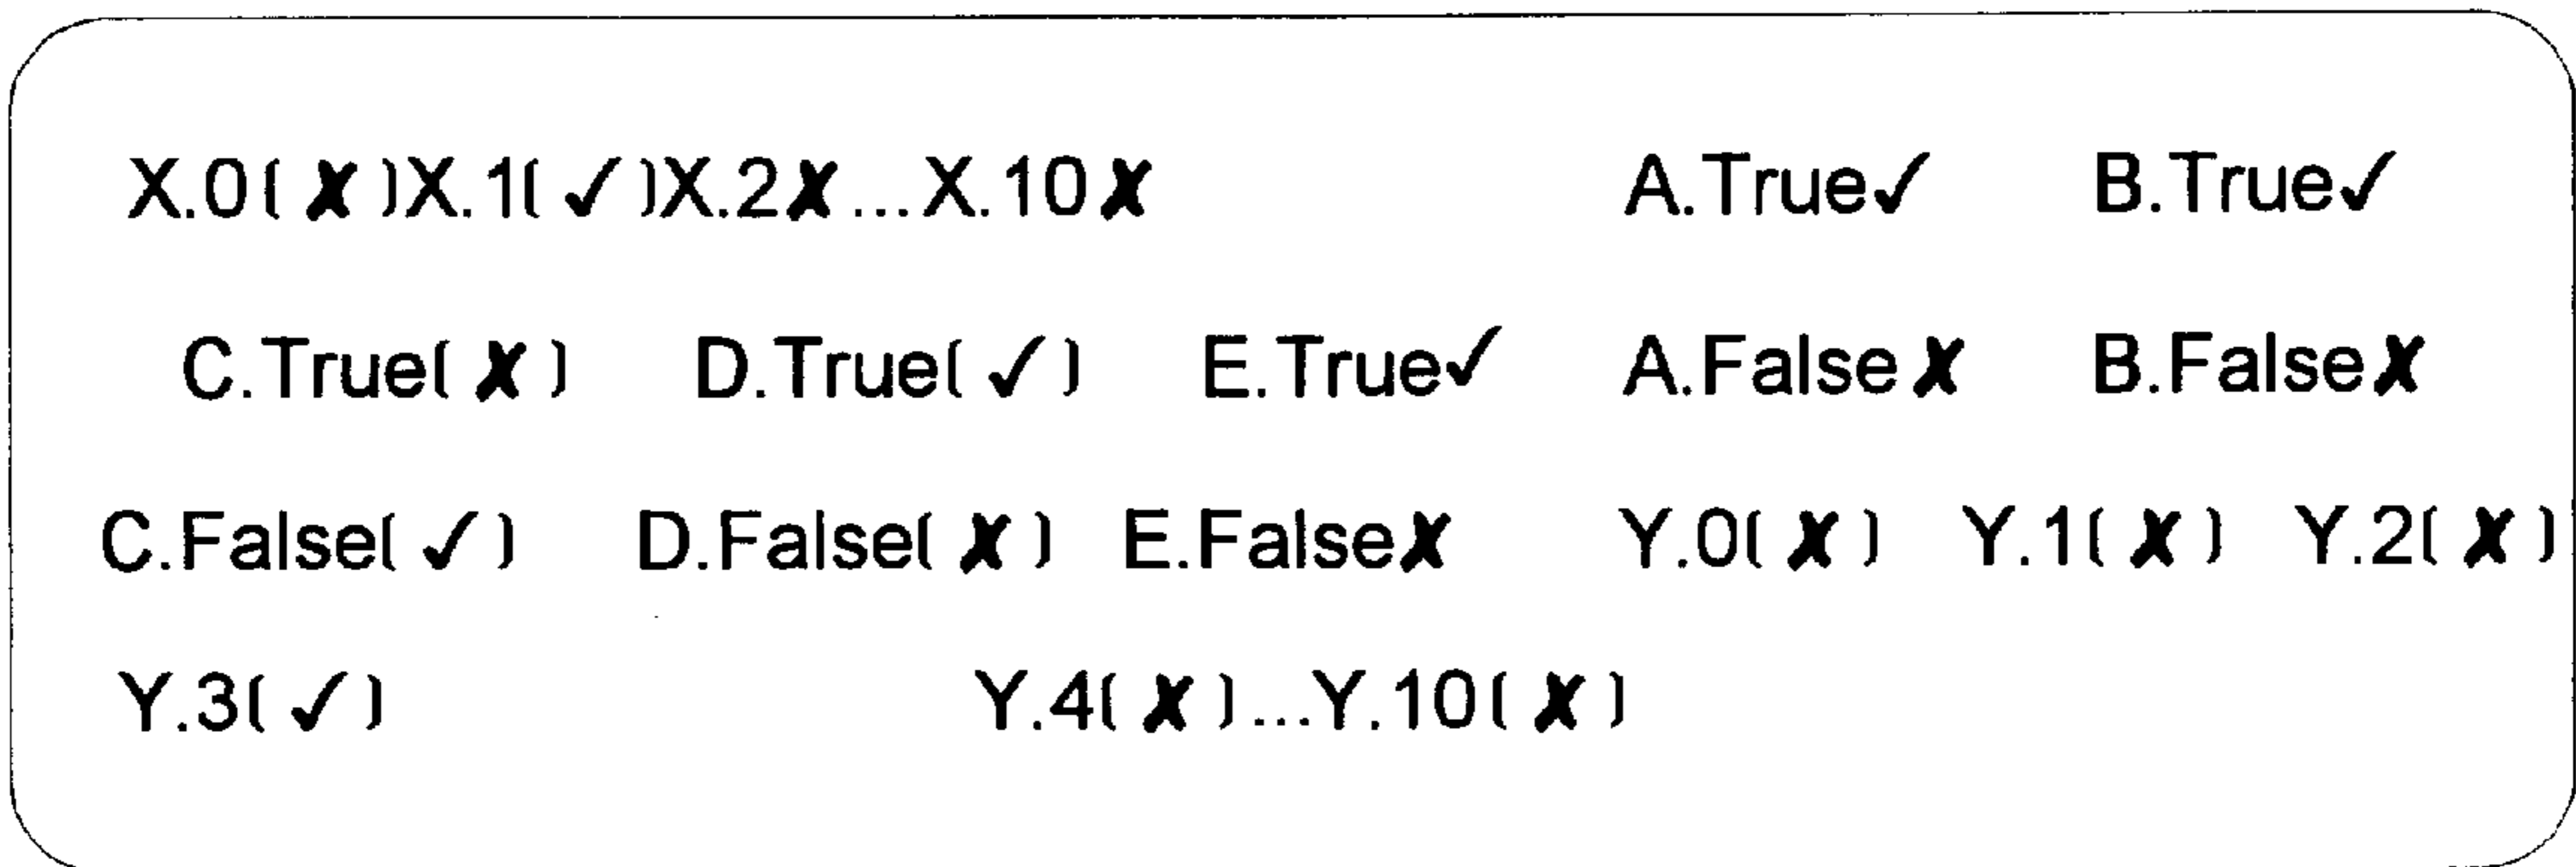 X.0( ✘ )X.1( ✓ )X.2✘...X.10✘ A.True✓ B.True✓
C.True( ✘ ) D.True( ✓ ) E.True✓ A.False✘ B.False✘
C.False( ✓ ) D.False( ✘ ) E.False✘ Y.0( ✘ ) Y.1( ✘ ) Y.2( ✘ )
Y.3( ✓ ) Y.4( ✘ )...Y.10( ✘ )